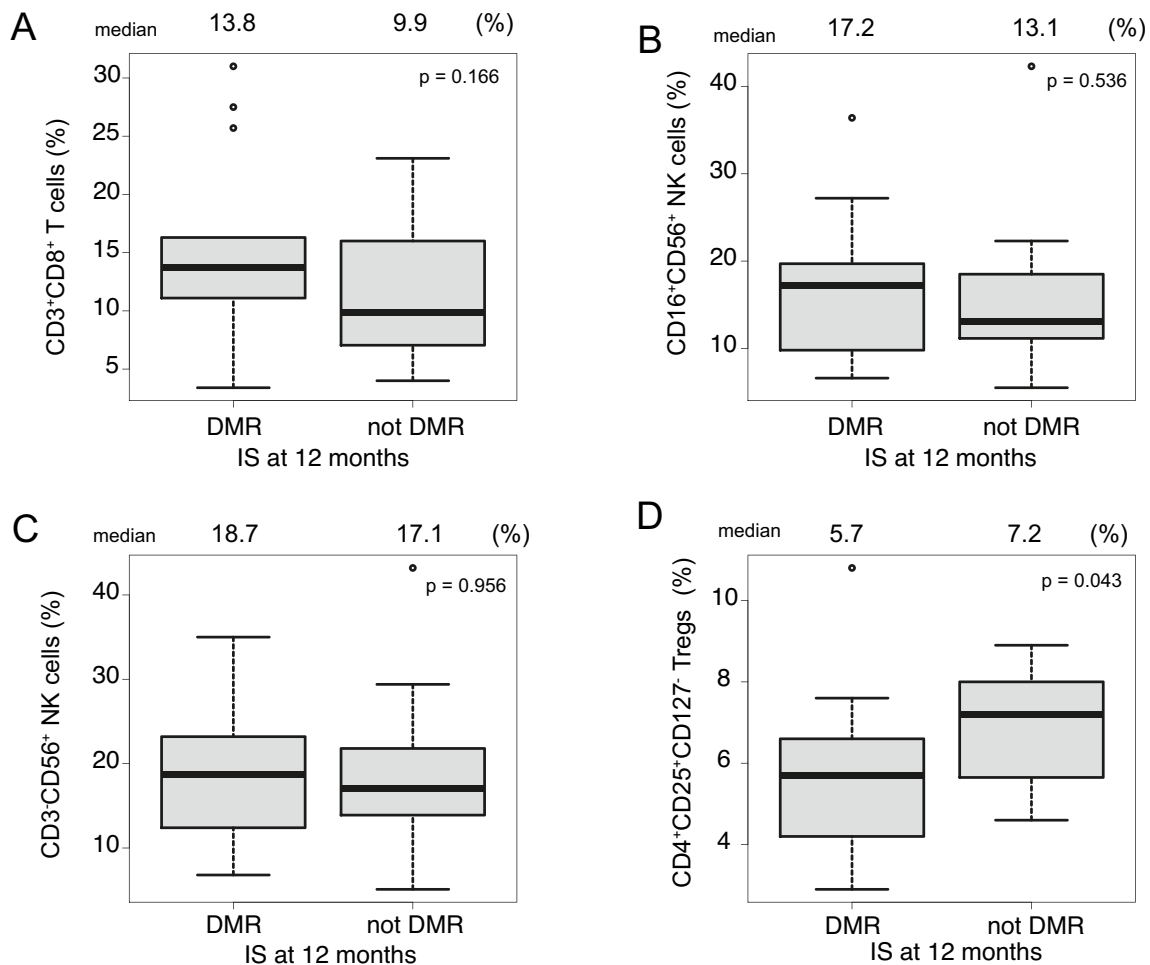 A
median 13.8 9.9 (%)
p = 0.166
CD3⁺CD8⁺ T cells (%)
30
25
20
15
10
5
DMR not DMR
IS at 12 months
B
median 17.2 13.1 (%)
p = 0.536
CD16⁺CD56⁺ NK cells (%)
40
30
20
10
DMR not DMR
IS at 12 months
C
median 18.7 17.1 (%)
p = 0.956
CD3⁻CD56⁺ NK cells (%)
40
30
20
10
DMR not DMR
IS at 12 months
D
median 5.7 7.2 (%)
p = 0.043
CD4⁺CD25⁺CD127⁻ Tregs (%)
10
8
6
4
DMR not DMR
IS at 12 months